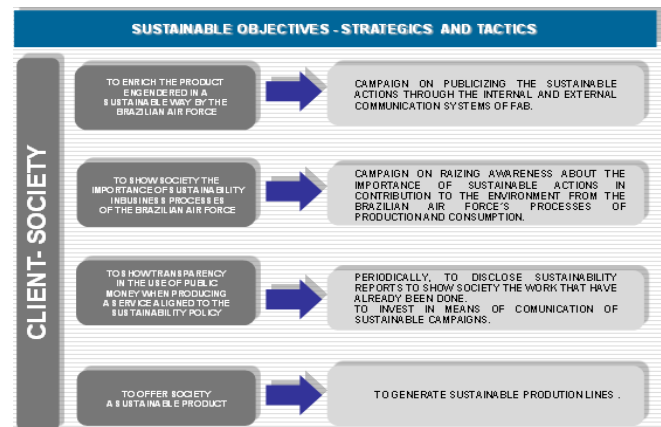 SUSTAINABLE OBJECTIVES - STRATEGICS AND TACTICS
CLIENT- SOCIETY
TO ENRICH THE PRODUCT
ENGENDERED IN A
SUSTAINABLE WAY BY THE
BRAZILIAN AIR FORCE
CAMPAIGN ON PUBLICIZING THE SUSTAINABLE
ACTIONS THROUGH THE INTERNAL AND EXTERNAL
COMMUNICATION SYSTEMS OF FAB.
TO SHOW SOCIETY THE
IMPORTANCE OF SUSTAINABILITY
IN BUSINESS PROCESSES
OF THE BRAZILIAN AIR FORCE
CAMPAIGN ON RAIZING AWARENESS ABOUT THE
IMPORTANCE OF SUSTAINABLE ACTIONS IN
CONTRIBUTION TO THE ENVIRONMENT FROM THE
BRAZILIAN AIR FORCE'S PROCESSES OF
PRODUCTION AND CONSUMPTION.
TO SHOW TRANSPARENCY
IN THE USE OF PUBLIC
MONEY WHEN PRODUCING
A SERVICE ALIGNED TO THE
SUSTAINABILITY POLICY
PERIODICALLY, TO DISCLOSE SUSTAINABILITY
REPORTS TO SHOW SOCIETY THE WORK THAT HAVE
ALREADY BEEN DONE.
TO INVEST IN MEANS OF COMUNICATION OF
SUSTAINABLE CAMPAIGNS.
TO OFFER SOCIETY
A SUSTAINABLE PRODUCT
TO GENERATE SUSTAINABLE PRODUTION LINES .